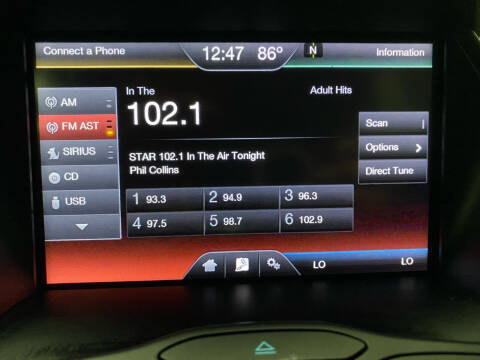 Connect a Phone
12:47 86° N
Information
AM
FM AST
SIRIUS
CD
USB
In The
102.1
Adult Hits
STAR 102.1 In The Air Tonight
Phil Collins
Scan
Options
Direct Tune
1 93.3
2 94.9
3 96.3
4 97.5
5 98.7
6 102.9
LO
LO